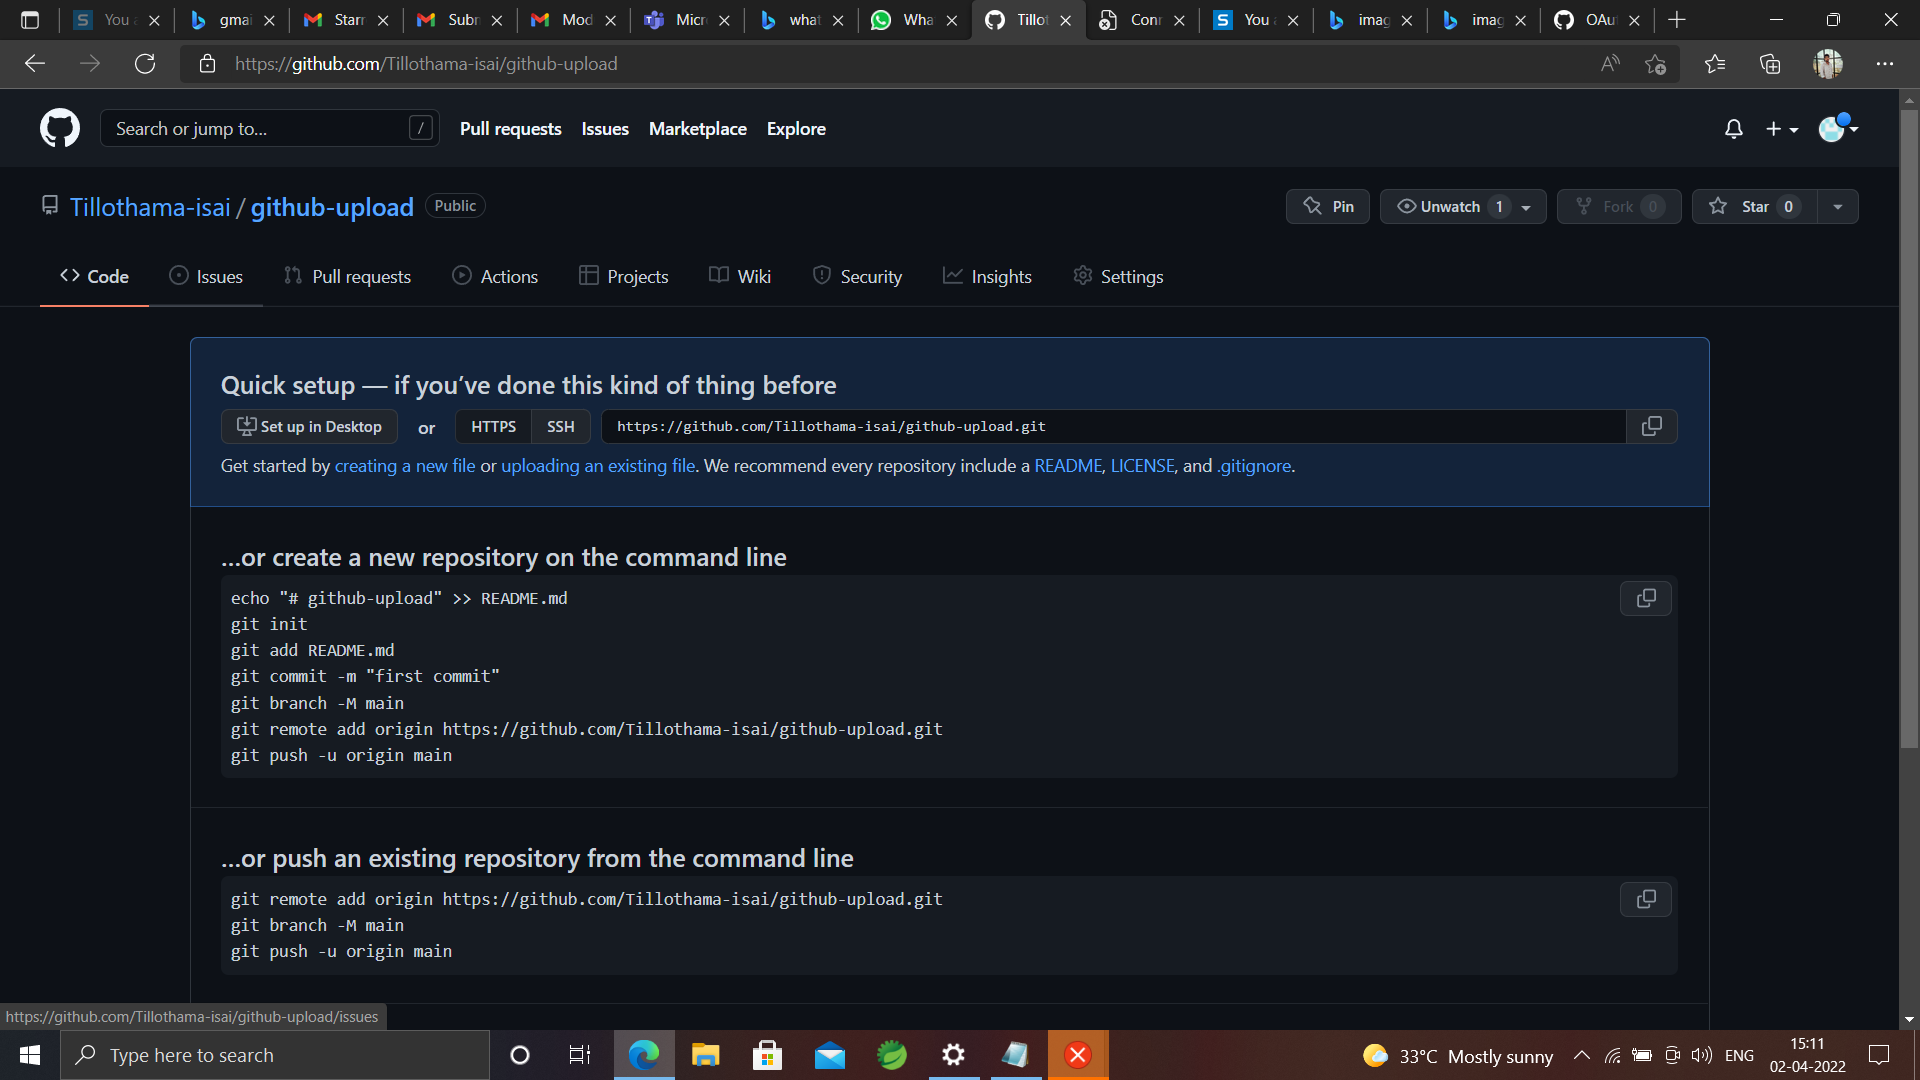 You a
gmai
Starr
Subr
Mod
Micr
what
Wha
Tillot
Conr
You a
imag
imag
OAut
https://github.com/Tillothama-isai/github-upload
Search or jump to...
/
Pull requests
Issues
Marketplace
Explore
Tillothama-isai / github-upload Public
Pin
Unwatch 1
Fork 0
Star 0
Code
Issues
Pull requests
Actions
Projects
Wiki
Security
Insights
Settings
Quick setup — if you’ve done this kind of thing before
Set up in Desktop or HTTPS SSH https://github.com/Tillothama-isai/github-upload.git
Get started by creating a new file or uploading an existing file. We recommend every repository include a README, LICENSE, and .gitignore.
…or create a new repository on the command line
echo "# github-upload" >> README.md
git init
git add README.md
git commit -m "first commit"
git branch -M main
git remote add origin https://github.com/Tillothama-isai/github-upload.git
git push -u origin main
…or push an existing repository from the command line
git remote add origin https://github.com/Tillothama-isai/github-upload.git
git branch -M main
git push -u origin main
https://github.com/Tillothama-isai/github-upload/issues
Type here to search
33°C Mostly sunny
ENG
15:11
02-04-2022